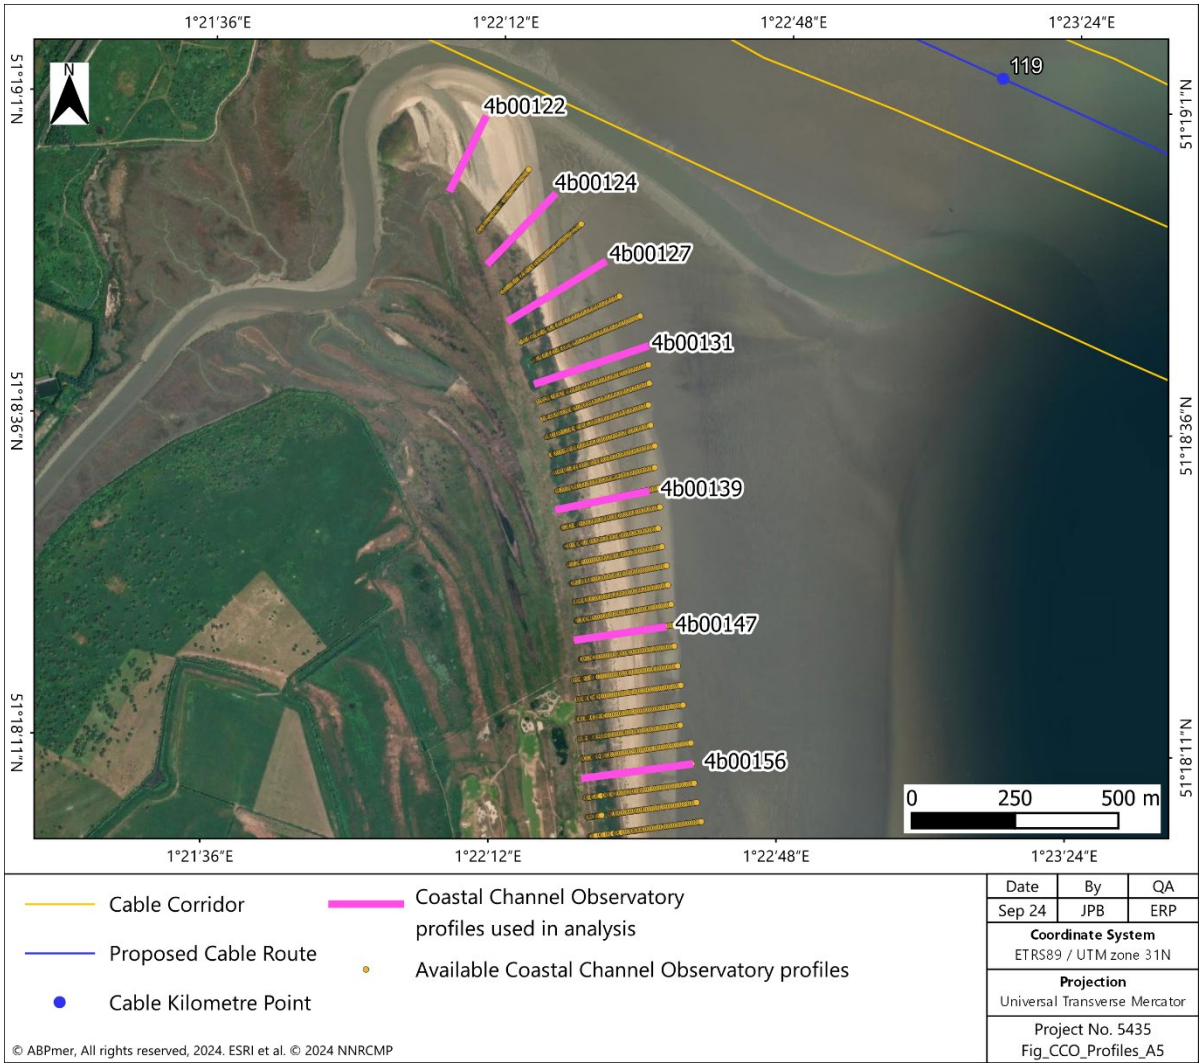 1°21'36"E 1°22'12"E 1°22'48"E 1°23'24"E
51°19'1"N
51°18'36"N
51°18'11"N
N
119
4b00122
4b00124
4b00127
4b00131
4b00139
4b00147
4b00156
51°19'1"N
51°18'36"N
51°18'11"N
0 250 500 m
1°21'36"E 1°22'12"E 1°22'48"E 1°23'24"E
Cable Corridor
Proposed Cable Route
Cable Kilometre Point
Coastal Channel Observatory
profiles used in analysis
Available Coastal Channel Observatory profiles
Date By QA
Sep 24 JPB ERP
Coordinate System
ETRS89 / UTM zone 31N
Projection
Universal Transverse Mercator
Project No. 5435
Fig_CCO_Profiles_A5
© ABPmer, All rights reserved, 2024. ESRI et al. © 2024 NNRCMP